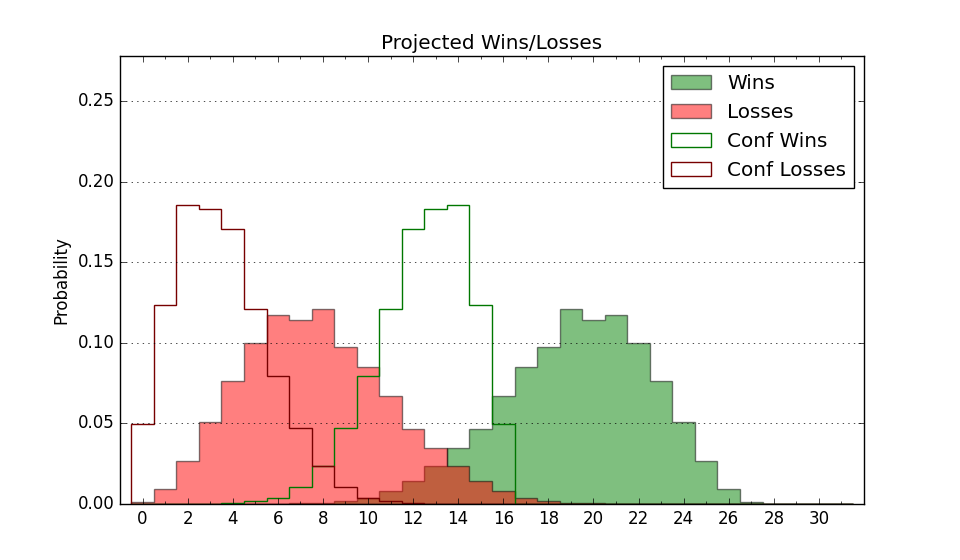 Projected Wins/Losses
Probability
0.25
0.20
0.15
0.10
0.05
0.00
0 2 4 6 8 10 12 14 16 18 20 22 24 26 28 30
Wins
Losses
Conf Wins
Conf Losses